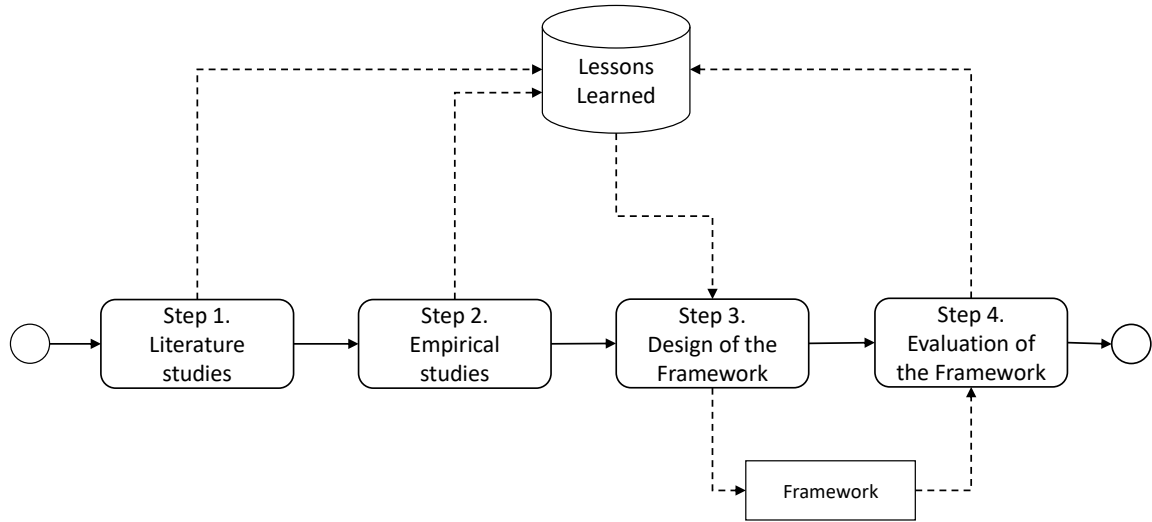 Lessons
Learned
Step 1.
Literature
studies
Step 2.
Empirical
studies
Step 3.
Design of the
Framework
Step 4.
Evaluation of
the Framework
Framework